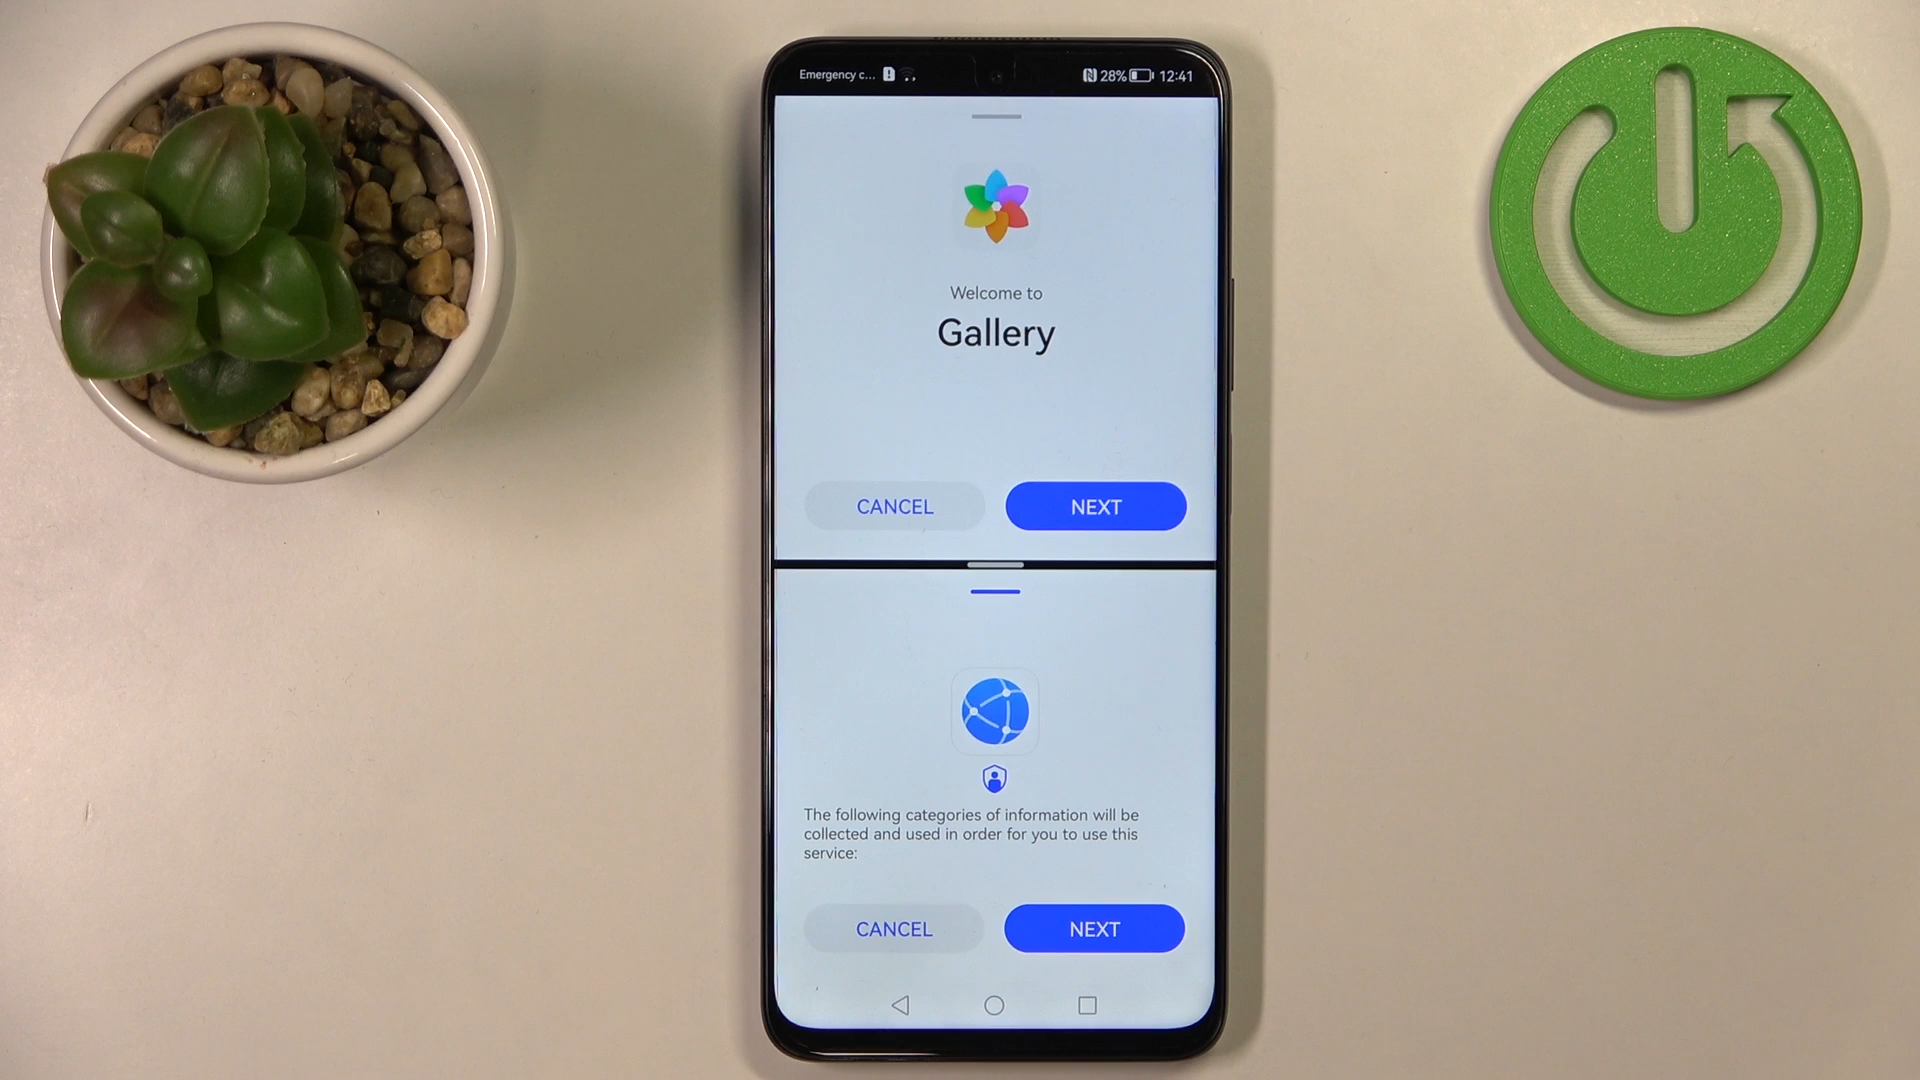 Emergency c... 28% 12:41
Welcome to
Gallery
CANCEL NEXT
The following categories of information will be
collected and used in order for you to use this
service:
CANCEL NEXT